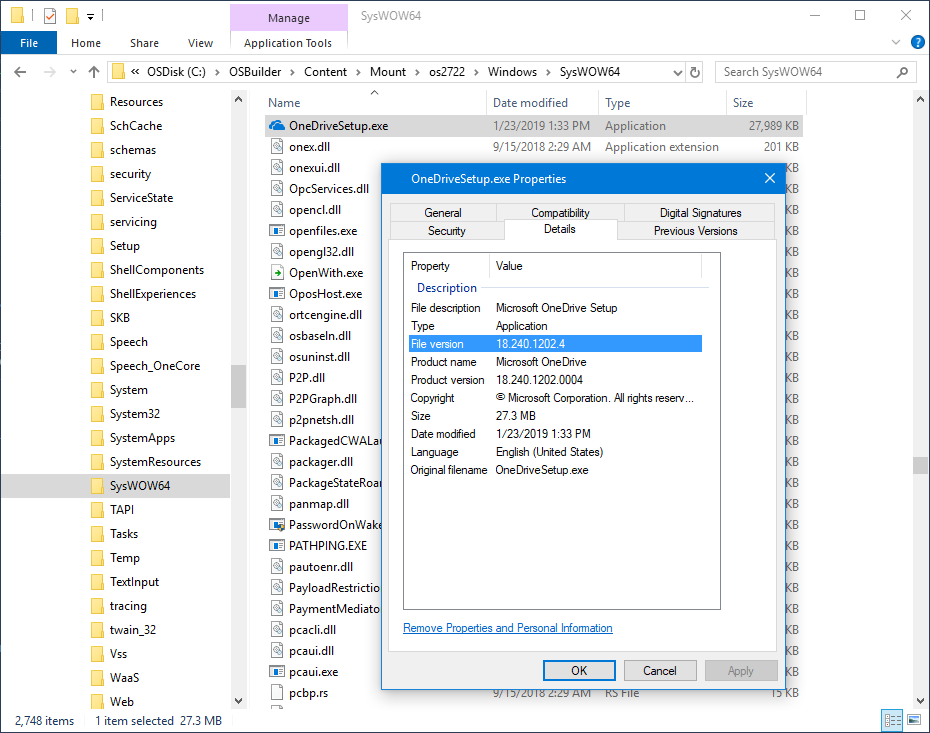 Manage
SysWOW64
File
Home
Share
View
Application Tools
« OSDisk (C:) › OSBuilder › Content › Mount › os2722 › Windows › SysWOW64
Search SysWOW64
Resources
SchCache
schemas
security
ServiceState
servicing
Setup
ShellComponents
ShellExperiences
SKB
Speech
Speech_OneCore
System
System32
SystemApps
SystemResources
SysWOW64
TAPI
Tasks
Temp
TextInput
tracing
twain_32
Vss
WaaS
Web
Name Date modified Type Size
OneDriveSetup.exe 1/23/2019 1:33 PM Application 27,989 KB
onex.dll 9/15/2018 2:29 AM Application extension 201 KB
onexui.dll KB
OpcServices.dll KB
opencl.dll KB
openfiles.exe KB
opengl32.dll KB
OpenWith.exe KB
OposHost.exe KB
ortcengine.dll KB
osbaseln.dll KB
osuninst.dll KB
P2P.dll KB
P2PGraph.dll KB
p2pnetsh.dll KB
PackagedCWALau KB
packager.dll KB
PackageStateRoar KB
panmap.dll KB
PasswordOnWake KB
PATHPING.EXE KB
pautoenr.dll KB
PayloadRestrictio KB
PaymentMediato KB
pcacli.dll KB
pcaui.dll KB
pcaui.exe KB
pcbp.rs 9/15/2018 2:29 AM RS File 15 KB
OneDriveSetup.exe Properties
General
Compatibility
Digital Signatures
Security
Details
Previous Versions
Property Value
Description
File description Microsoft OneDrive Setup
Type Application
File version 18.240.1202.4
Product name Microsoft OneDrive
Product version 18.240.1202.0004
Copyright © Microsoft Corporation. All rights reserv...
Size 27.3 MB
Date modified 1/23/2019 1:33 PM
Language English (United States)
Original filename OneDriveSetup.exe
Remove Properties and Personal Information
OK
Cancel
Apply
2,748 items 1 item selected 27.3 MB